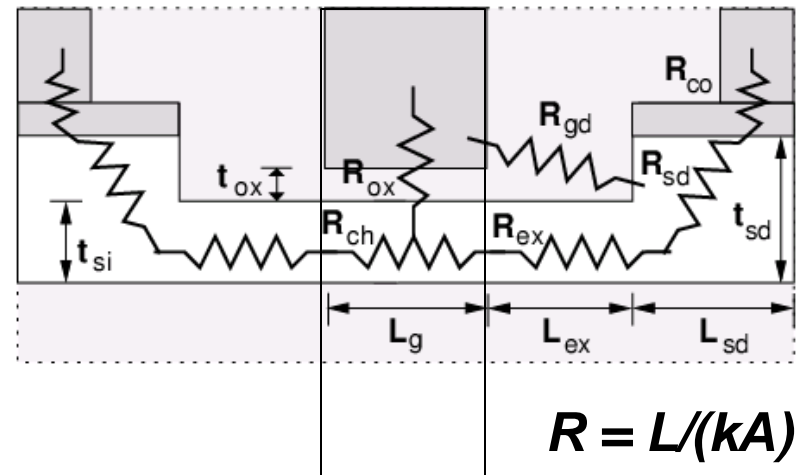 R_co
R_gd
t_ox
R_ox
R_sd
R_ch
R_ex
t_si
t_sd
L_g
L_ex
L_sd
R = L/(kA)